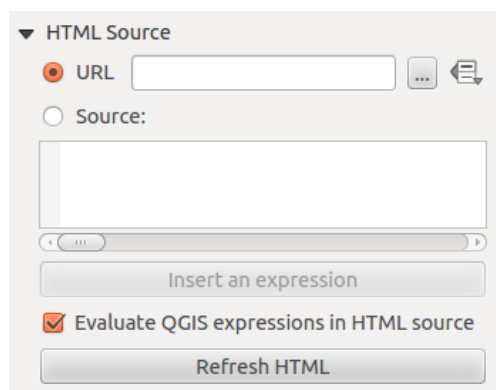 HTML Source
URL ...
Source:
Insert an expression
Evaluate QGIS expressions in HTML source
Refresh HTML